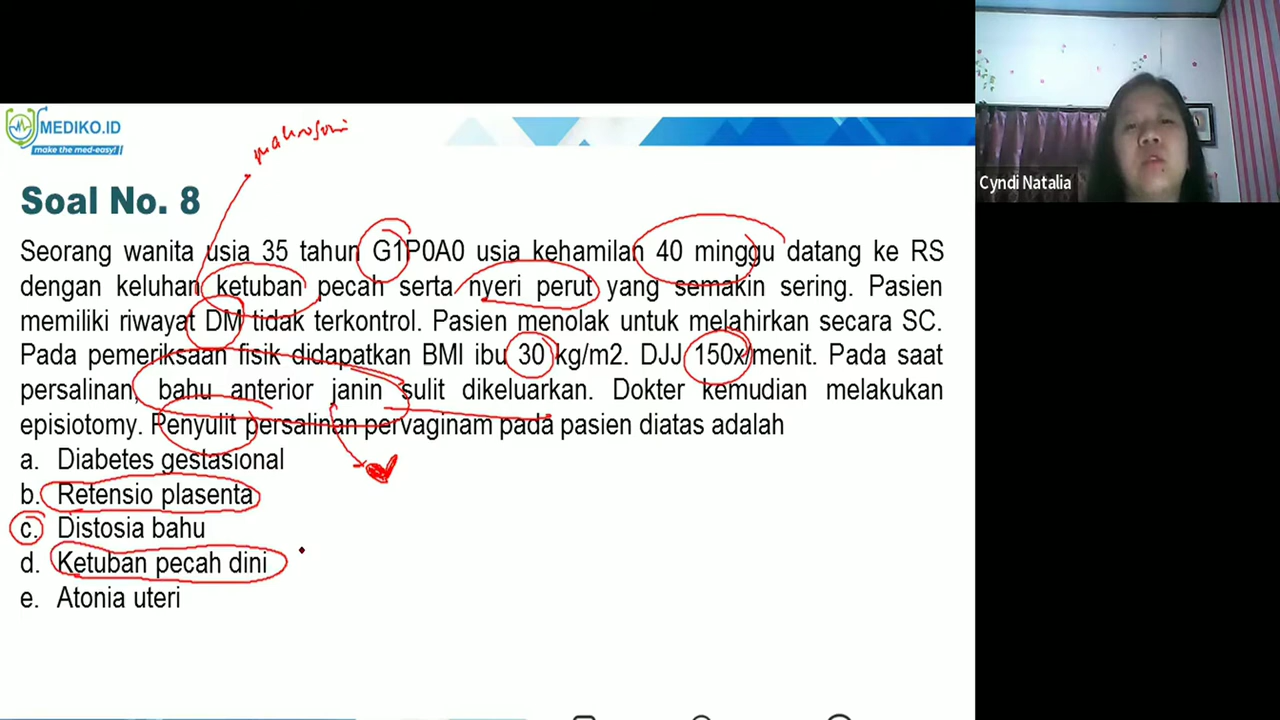 MEDIKO.ID
make the med-easy!
makrosomi
Soal No. 8
Seorang wanita usia 35 tahun G1P0A0 usia kehamilan 40 minggu datang ke RS
dengan keluhan ketuban pecah serta nyeri perut yang semakin sering. Pasien
memiliki riwayat DM tidak terkontrol. Pasien menolak untuk melahirkan secara SC.
Pada pemeriksaan fisik didapatkan BMI ibu 30 kg/m2. DJJ 150x/menit. Pada saat
persalinan, bahu anterior janin sulit dikeluarkan. Dokter kemudian melakukan
episiotomy. Penyulit persalinan pervaginam pada pasien diatas adalah
a. Diabetes gestasional
b. Retensio plasenta
c. Distosia bahu
d. Ketuban pecah dini
e. Atonia uteri
Cyndi Natalia